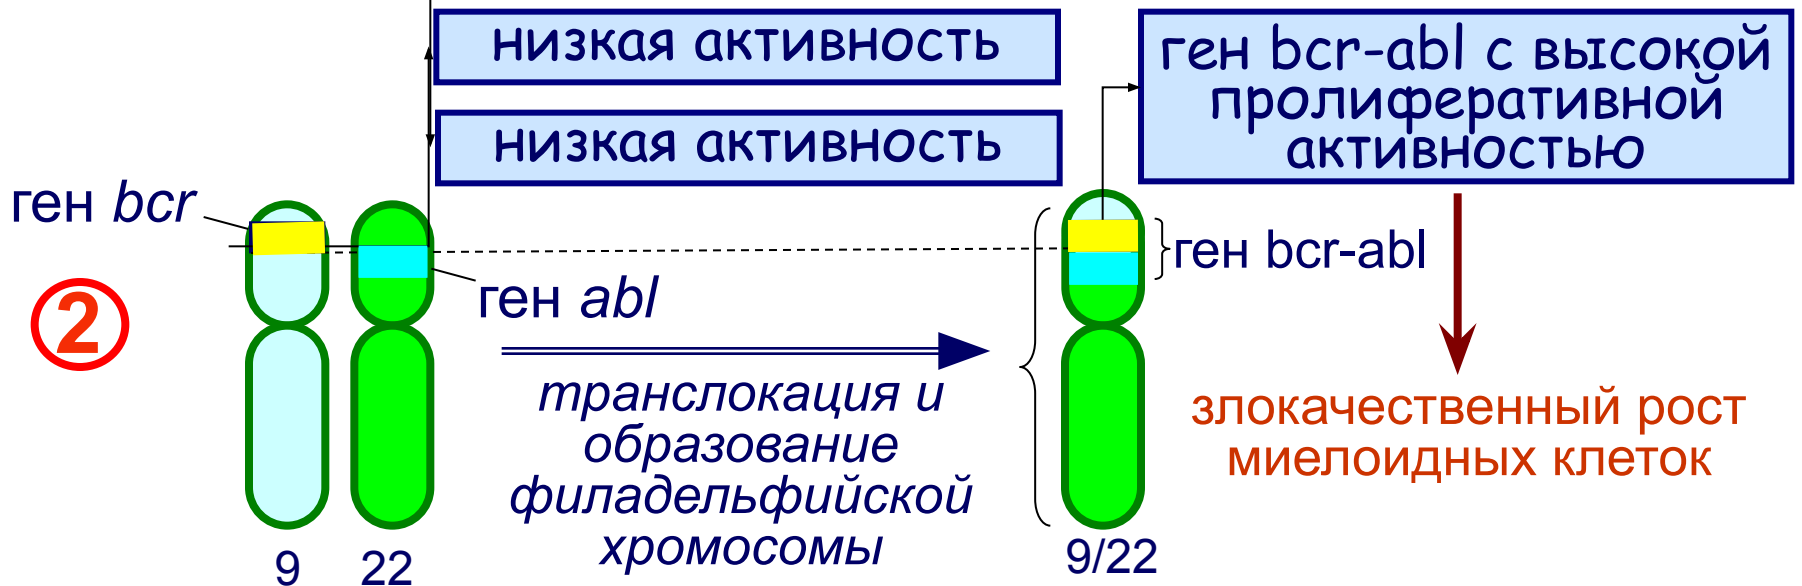 низкая активность
низкая активность
ген bcr-abl с высокой
пролиферативной
активностью
ген bcr
ген bcr-abl
ген abl
2
транслокация и
образование
филадельфийской
хромосомы
злокачественный рост
миелоидных клеток
9
22
9/22